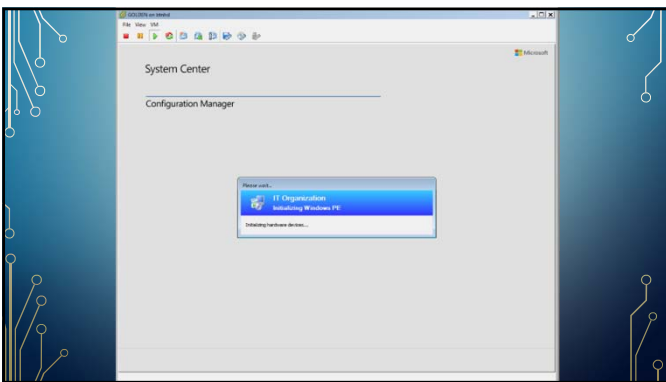 GOLDEN on
File View VM
Microsoft
System Center
Configuration Manager
Please wait...
IT Organization
Initializing Windows PE
Initializing hardware devices...